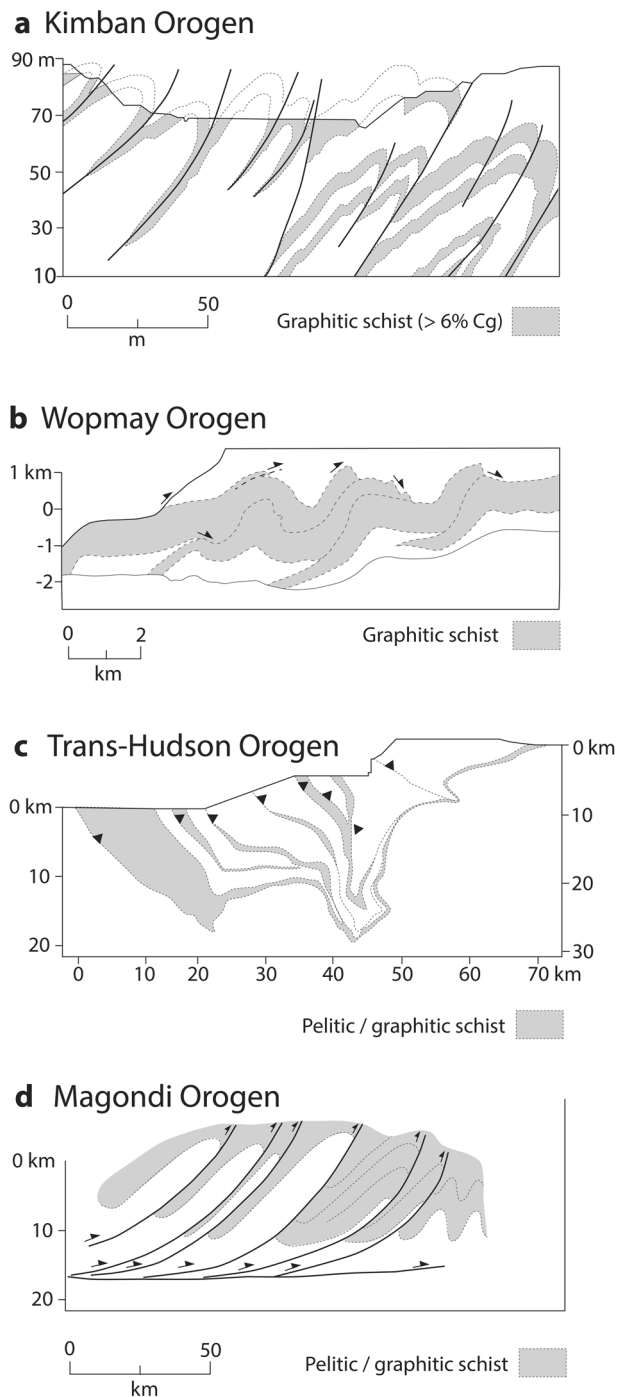 a Kimban Orogen
90 m
70
50
30
10
0 50
m
Graphitic schist (> 6% Cg)
b Wopmay Orogen
1 km
0
-1
-2
0 2
km
Graphitic schist
c Trans-Hudson Orogen
0 km
0 km
10
10
20
20
30
0 10 20 30 40 50 60 70 km
Pelitic / graphitic schist
d Magondi Orogen
0 km
10
20
0 50
km
Pelitic / graphitic schist